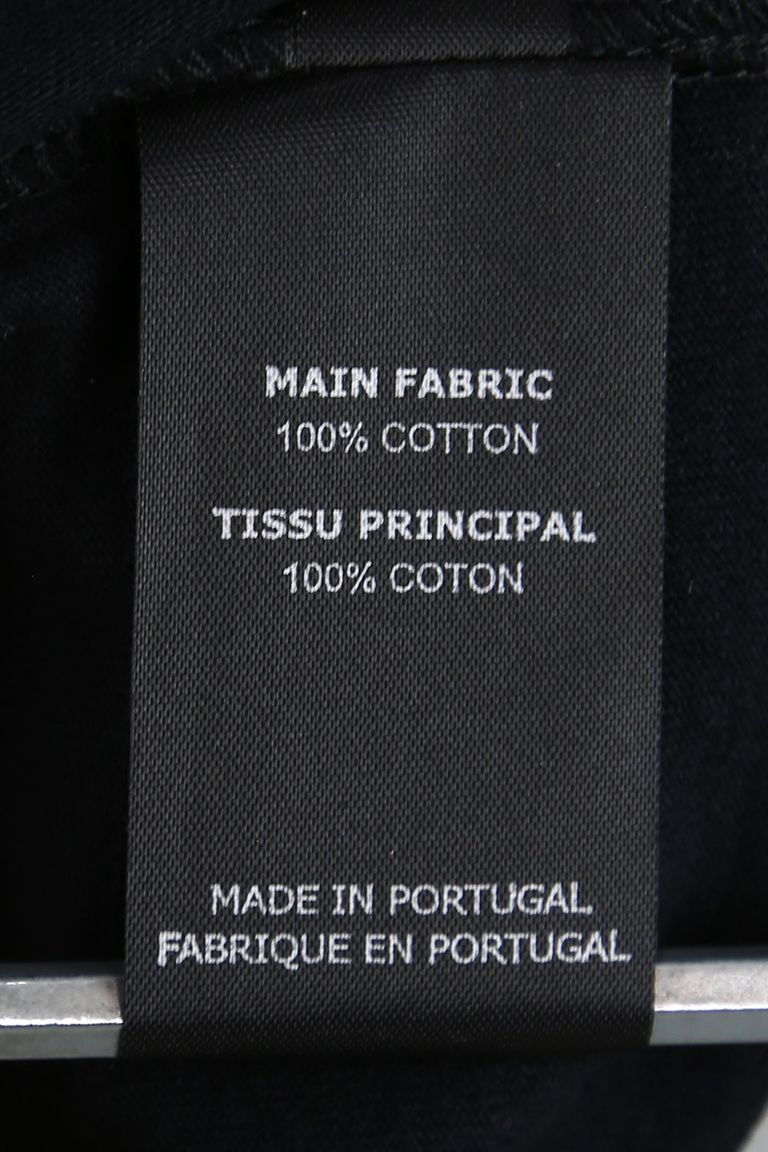 MAIN FABRIC
100% COTTON
TISSU PRINCIPAL
100% COTON
MADE IN PORTUGAL
FABRIQUE EN PORTUGAL